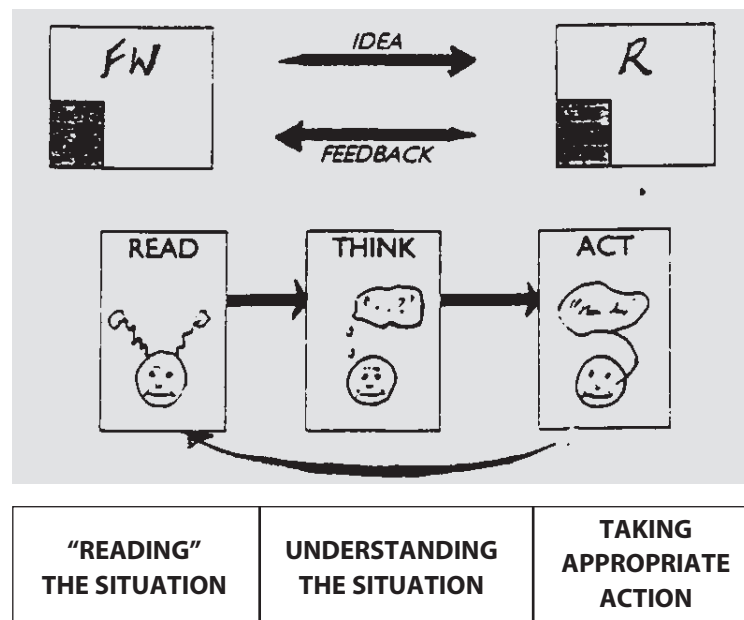 FW
IDEA
R
FEEDBACK
READ
THINK
ACT
". . ?"
"READING"
THE SITUATION
UNDERSTANDING
THE SITUATION
TAKING
APPROPRIATE
ACTION